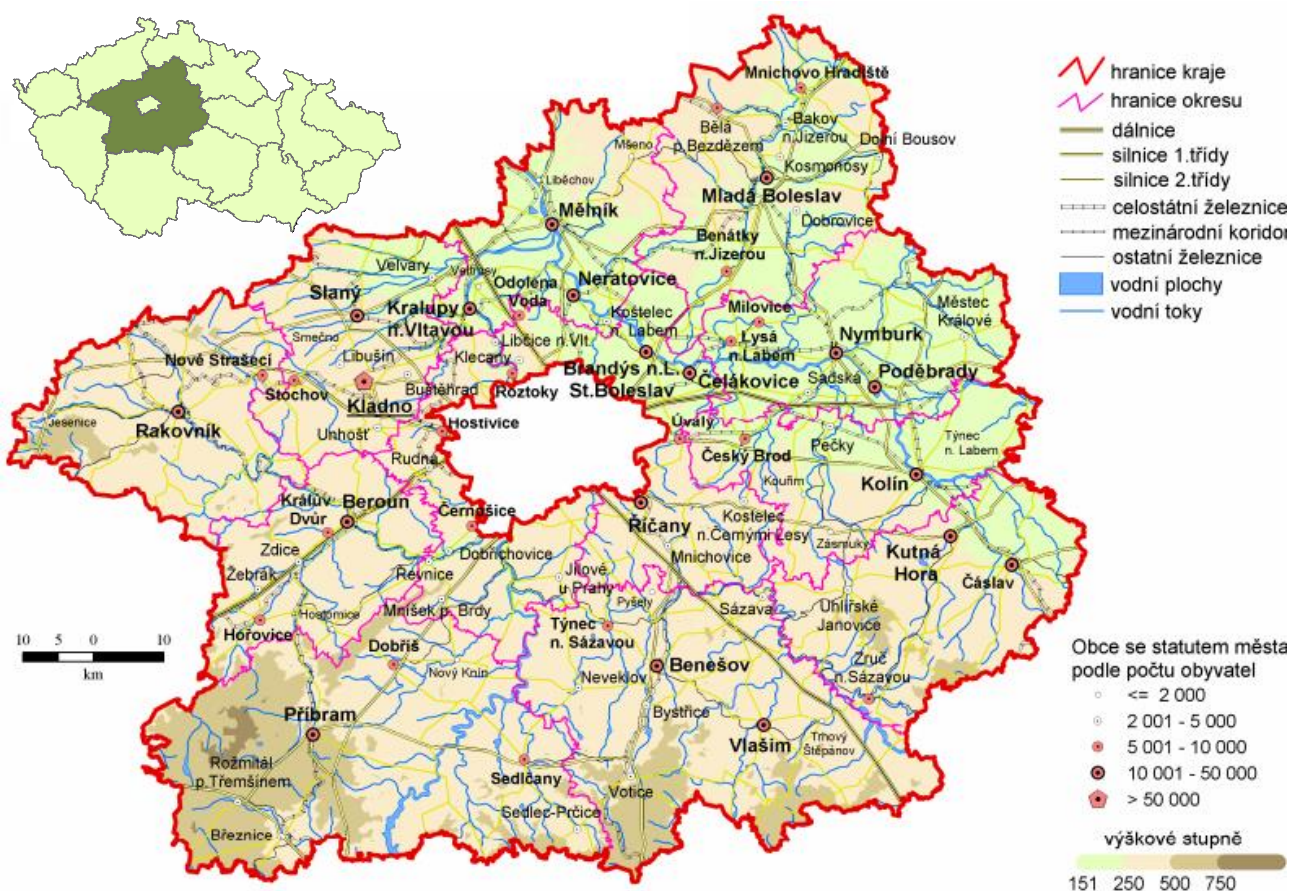 Mnichovo Hradiště
Bělá
p.Bezdězem
Bakov
n.Jizerou
Dolní Bousov
Mšeno
Kosmonosy
Liběchov
Mladá Boleslav
Mělník
Dobrovice
Benátky
n.Jizerou
Velvary
Veltrusy
Neratovice
Odolena
Voda
Slaný
Kralupy
n.Vltavou
Kostelec
n. Labem
Milovice
Městec
Králové
Smečno
Libčice n.Vlt.
Lysá
n.Labem
Nymburk
Nové Strašecí
Libušín
Klecany
Brandýs n.L.
St.Boleslav
Čelákovice
Sadská
Poděbrady
Stochov
Buštěhrad
Roztoky
Kladno
Rakovník
Jesenice
Unhošť
Hostivice
Úvaly
Pečky
Týnec
n. Labem
Rudná
Český Brod
Kouřim
Kolín
Králův
Dvůr
Beroun
Černošice
Říčany
Kostelec
n.Černými Lesy
Zásmuky
Kutná
Hora
Zdice
Dobřichovice
Mnichovice
Čáslav
Žebrák
Řevnice
Jílové
u Prahy
Pyšely
Sázava
Uhlířské
Janovice
Hostomice
Mníšek p. Brdy
Hořovice
Týnec
n. Sázavou
Dobříš
Nový Knín
Benešov
Zruč
n.Sázavou
Neveklov
Bystřice
Příbram
Vlašim
Trhový
Štěpánov
Rožmitál
p.Třemšínem
Sedlčany
Votice
Sedlec-Prčice
Březnice
10 5 0 10
km
hranice kraje
hranice okresu
dálnice
silnice 1.třídy
silnice 2.třídy
celostátní železnice
mezinárodní korido
ostatní železnice
vodní plochy
vodní toky
Obce se statutem města
podle počtu obyvatel
<= 2 000
2 001 - 5 000
5 001 - 10 000
10 001 - 50 000
> 50 000
výškové stupně
151 250 500 750